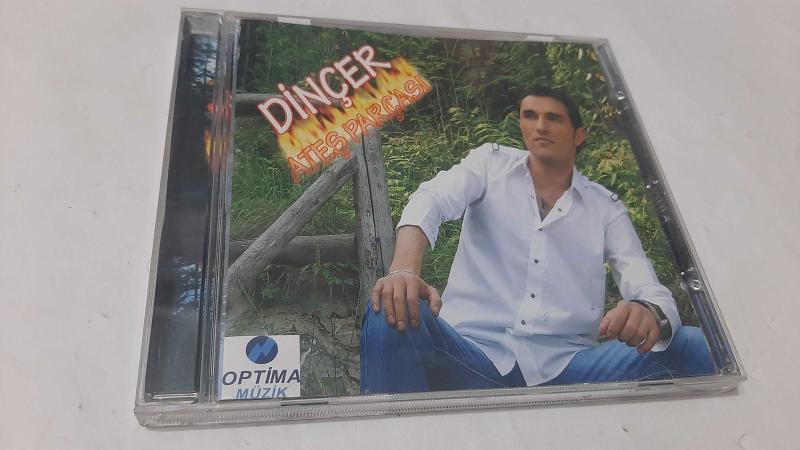 DİNÇER
ATEŞ PARÇASI
OPTİMA
MÜZİK